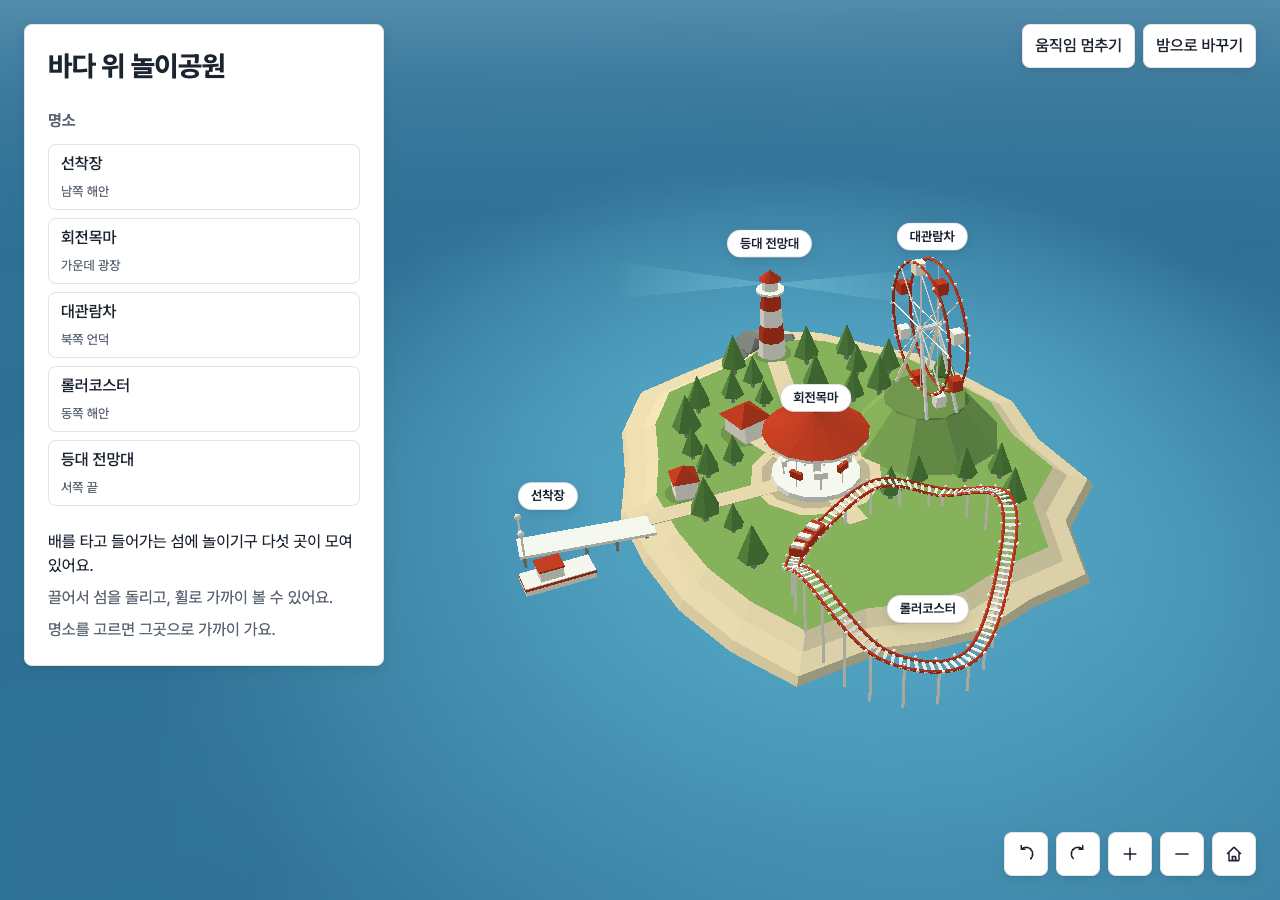 바다 위 놀이공원
명소
선착장
남쪽 해안
회전목마
가운데 광장
대관람차
북쪽 언덕
롤러코스터
동쪽 해안
등대 전망대
서쪽 끝
배를 타고 들어가는 섬에 놀이기구 다섯 곳이 모여
있어요.
끌어서 섬을 돌리고, 휠로 가까이 볼 수 있어요.
명소를 고르면 그곳으로 가까이 가요.
움직임 멈추기
밤으로 바꾸기
등대 전망대
대관람차
회전목마
선착장
롤러코스터